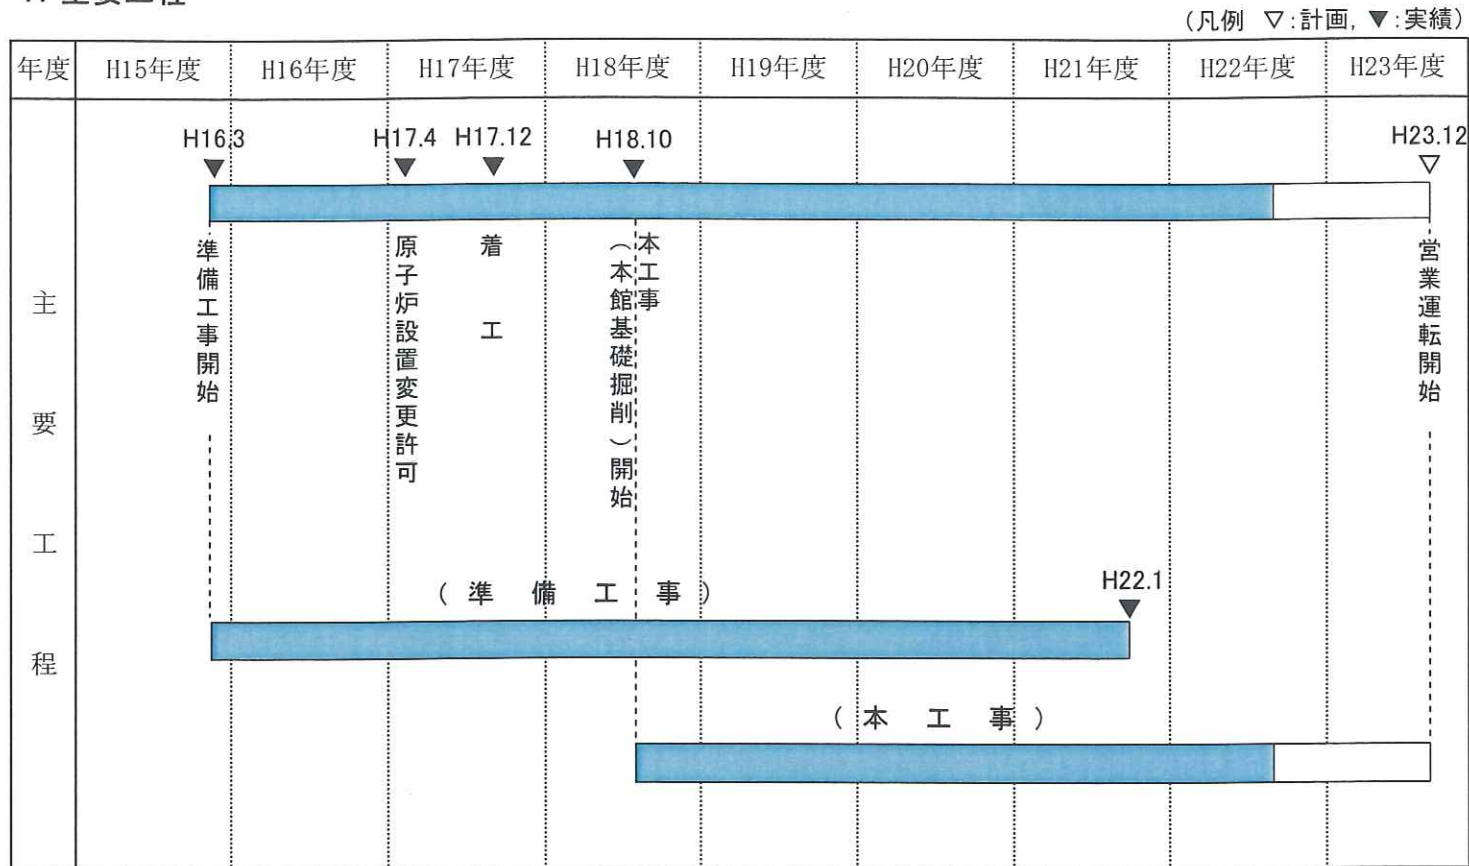 (凡例 ▽:計画, ▼:実績)
年度 H15年度 H16年度 H17年度 H18年度 H19年度 H20年度 H21年度 H22年度 H23年度
主要工程
H16.3 H17.4 H17.12 H18.10 H23.12
準備工事開始
原子炉設置変更許可
着工
本工事
(本館基礎掘削)開始
営業運転開始
(準備工事)
H22.1
(本工事)